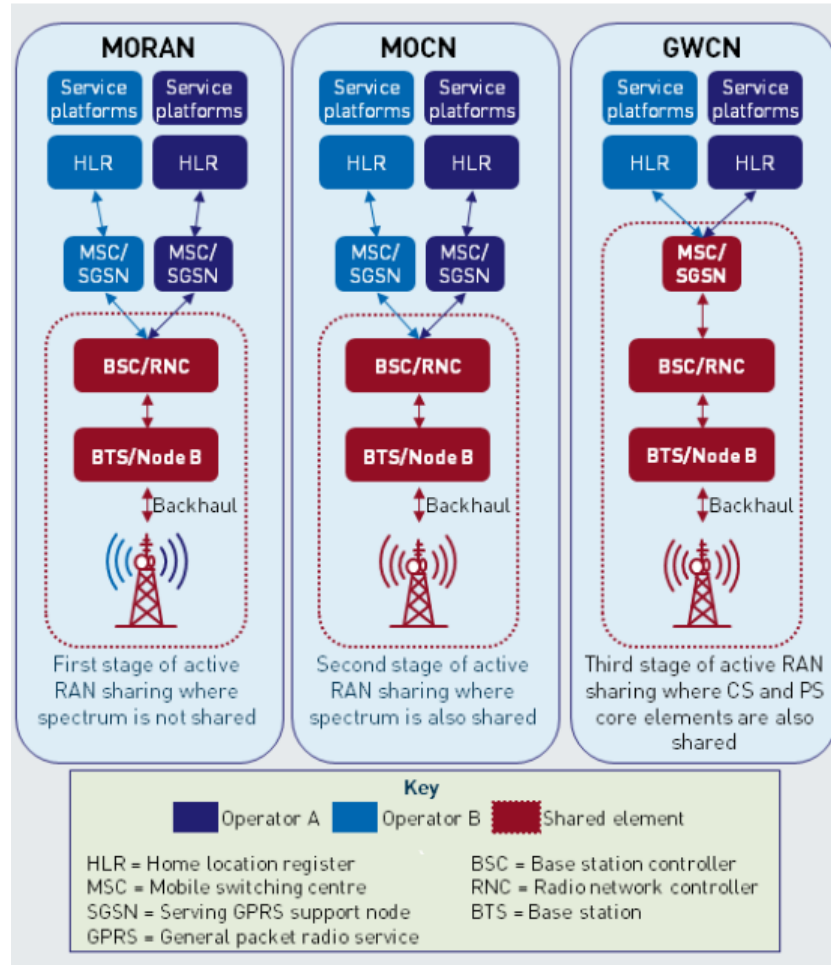 MORAN
Service
platforms
Service
platforms
HLR
HLR
MSC/
SGSN
MSC/
SGSN
BSC/RNC
BTS/Node B
Backhaul
First stage of active
RAN sharing where
spectrum is not shared
MOCN
Service
platforms
Service
platforms
HLR
HLR
MSC/
SGSN
MSC/
SGSN
BSC/RNC
BTS/Node B
Backhaul
Second stage of active
RAN sharing where
spectrum is also shared
GWCN
Service
platforms
Service
platforms
HLR
HLR
MSC/
SGSN
BSC/RNC
BTS/Node B
Backhaul
Third stage of active RAN
sharing where CS and PS
core elements are also
shared
Key
Operator A
Operator B
Shared element
HLR = Home location register
MSC = Mobile switching centre
SGSN = Serving GPRS support node
GPRS = General packet radio service
BSC = Base station controller
RNC = Radio network controller
BTS = Base station